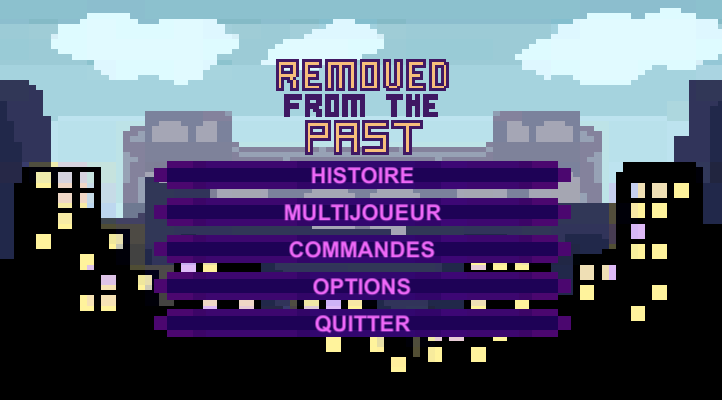 REMOVED
FROM THE
PAST
HISTOIRE
MULTIJOUEUR
COMMANDES
OPTIONS
QUITTER